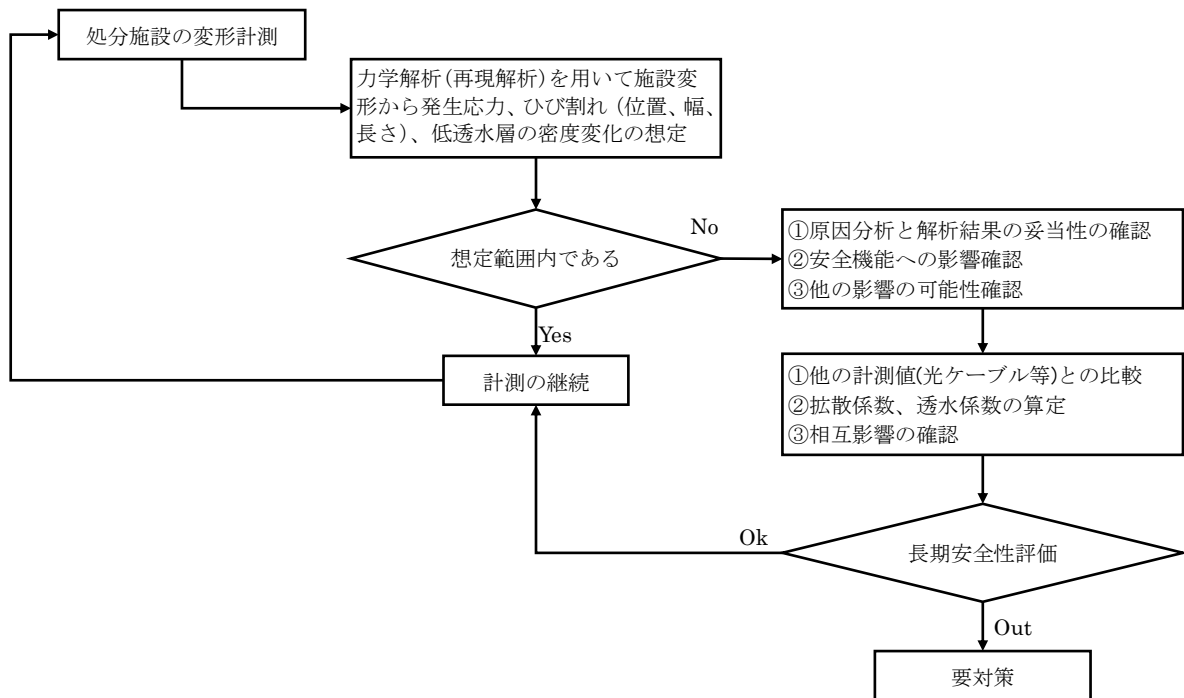 処分施設の変形計測
力学解析(再現解析)を用いて施設変
形から発生応力、ひび割れ（位置、幅、
長さ）、低透水層の密度変化の想定
想定範囲内である
No
①原因分析と解析結果の妥当性の確認
②安全機能への影響確認
③他の影響の可能性確認
Yes
計測の継続
①他の計測値(光ケーブル等)との比較
②拡散係数、透水係数の算定
③相互影響の確認
Ok
長期安全性評価
Out
要対策